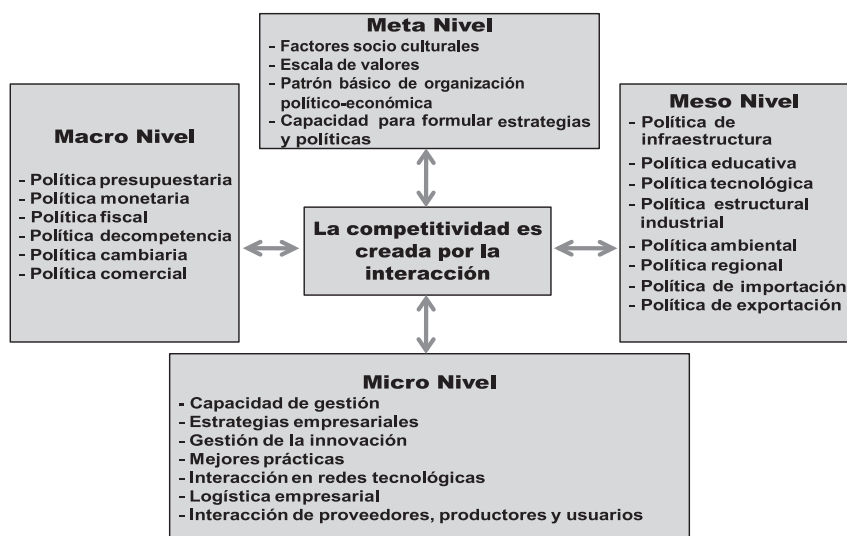 Meta Nivel
- Factores socio culturales
- Escala de valores
- Patrón básico de organización
político-económica
- Capacidad para formular estrategias
y políticas
Macro Nivel
- Política presupuestaria
- Política monetaria
- Política fiscal
- Política decompetencia
- Política cambiaria
- Política comercial
La competitividad es
creada por la
interacción
Meso Nivel
- Política de
infraestructura
- Política educativa
- Política tecnológica
- Política estructural
industrial
- Política ambiental
- Política regional
- Política de importación
- Política de exportación
Micro Nivel
- Capacidad de gestión
- Estrategias empresariales
- Gestión de la innovación
- Mejores prácticas
- Interacción en redes tecnológicas
- Logística empresarial
- Interacción de proveedores, productores y usuarios